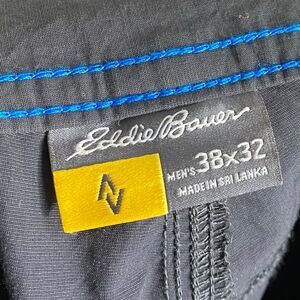 Eddie Bauer
MEN'S 38x32
MADE IN SRI LANKA